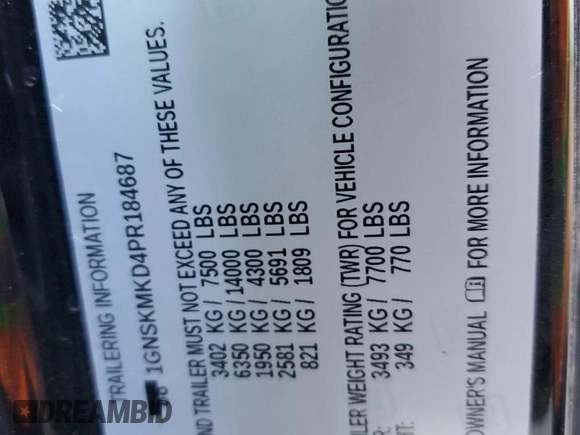 TRAILERING INFORMATION
1GNSKMKD4PR184687
TRAILER MUST NOT EXCEED ANY OF THESE VALUES.
3402 KG / 7500 LBS
6350 KG / 14000 LBS
1950 KG / 4300 LBS
2581 KG / 5691 LBS
821 KG / 1809 LBS
WEIGHT RATING (TWR) FOR VEHICLE
3493 KG / 7700 LBS
349 KG / 770 LBS
OWNER'S MANUAL FOR MORE INFORMATION
DREAMBID